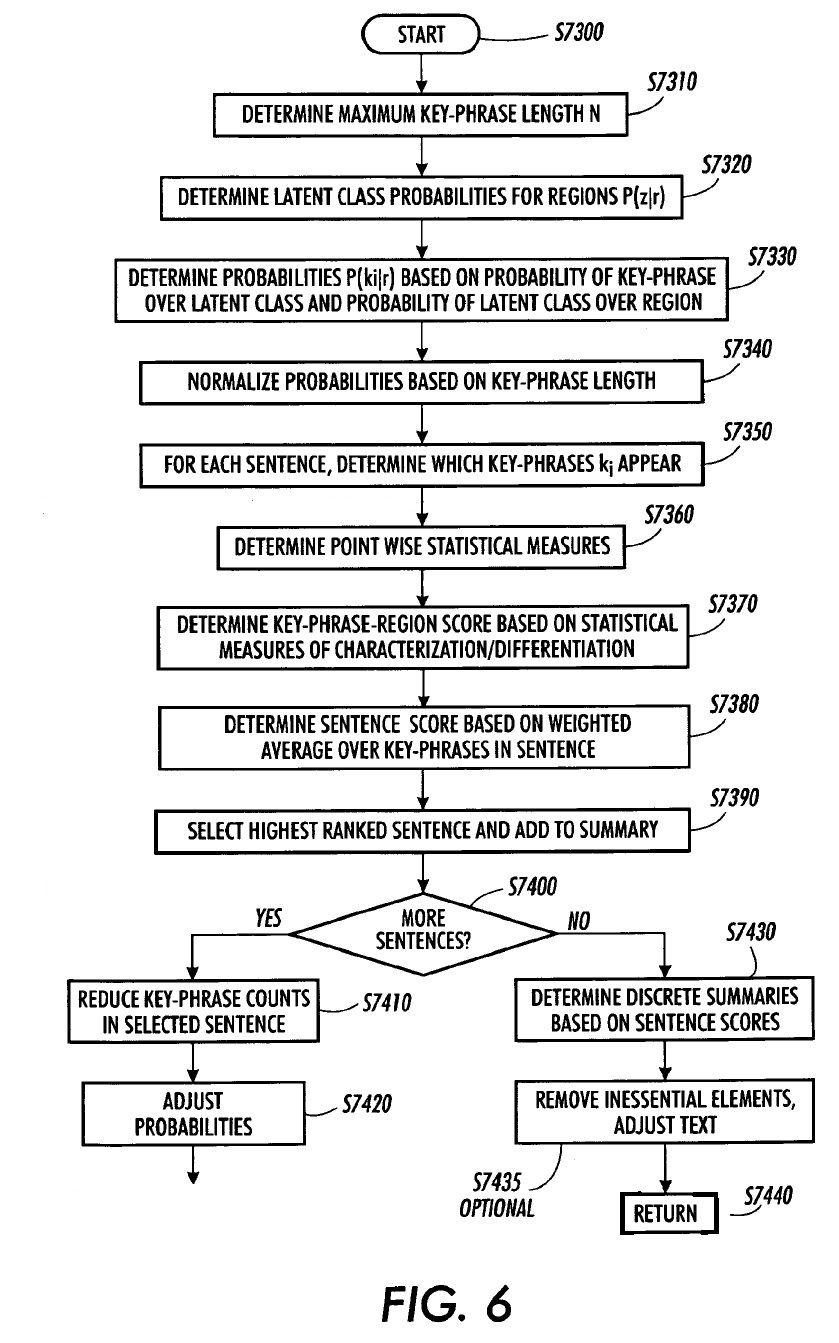 START
S7300
S7310
DETERMINE MAXIMUM KEY-PHRASE LENGTH N
S7320
DETERMINE LATENT CLASS PROBABILITIES FOR REGIONS P(z|r)
S7330
DETERMINE PROBABILITIES P(ki|r) BASED ON PROBABILITY OF KEY-PHRASE
OVER LATENT CLASS AND PROBABILITY OF LATENT CLASS OVER REGION
S7340
NORMALIZE PROBABILITIES BASED ON KEY-PHRASE LENGTH
S7350
FOR EACH SENTENCE, DETERMINE WHICH KEY-PHRASES ki APPEAR
S7360
DETERMINE POINT WISE STATISTICAL MEASURES
S7370
DETERMINE KEY-PHRASE-REGION SCORE BASED ON STATISTICAL
MEASURES OF CHARACTERIZATION/DIFFERENTIATION
S7380
DETERMINE SENTENCE SCORE BASED ON WEIGHTED
AVERAGE OVER KEY-PHRASES IN SENTENCE
S7390
SELECT HIGHEST RANKED SENTENCE AND ADD TO SUMMARY
S7400
YES
MORE
SENTENCES?
NO
S7430
REDUCE KEY-PHRASE COUNTS
IN SELECTED SENTENCE
S7410
DETERMINE DISCRETE SUMMARIES
BASED ON SENTENCE SCORES
ADJUST
PROBABILITIES
S7420
REMOVE INESSENTIAL ELEMENTS,
ADJUST TEXT
S7435
OPTIONAL
RETURN
S7440
FIG. 6